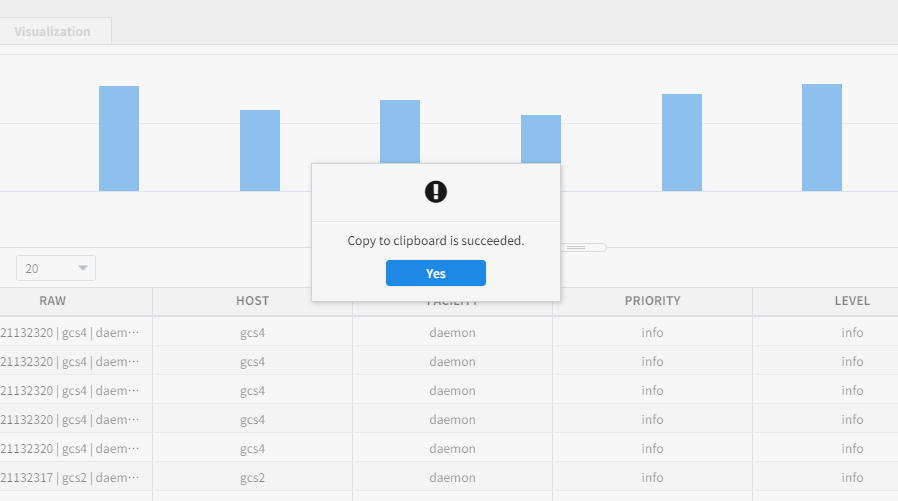 Visualization
Copy to clipboard is succeeded.
Yes
20
RAW HOST FACILITY PRIORITY LEVEL
21132320 | gcs4 | daem··· gcs4 daemon info info
21132320 | gcs4 | daem··· gcs4 daemon info info
21132320 | gcs4 | daem··· gcs4 daemon info info
21132320 | gcs4 | daem··· gcs4 daemon info info
21132320 | gcs4 | daem··· gcs4 daemon info info
21132317 | gcs2 | daem··· gcs2 daemon info info